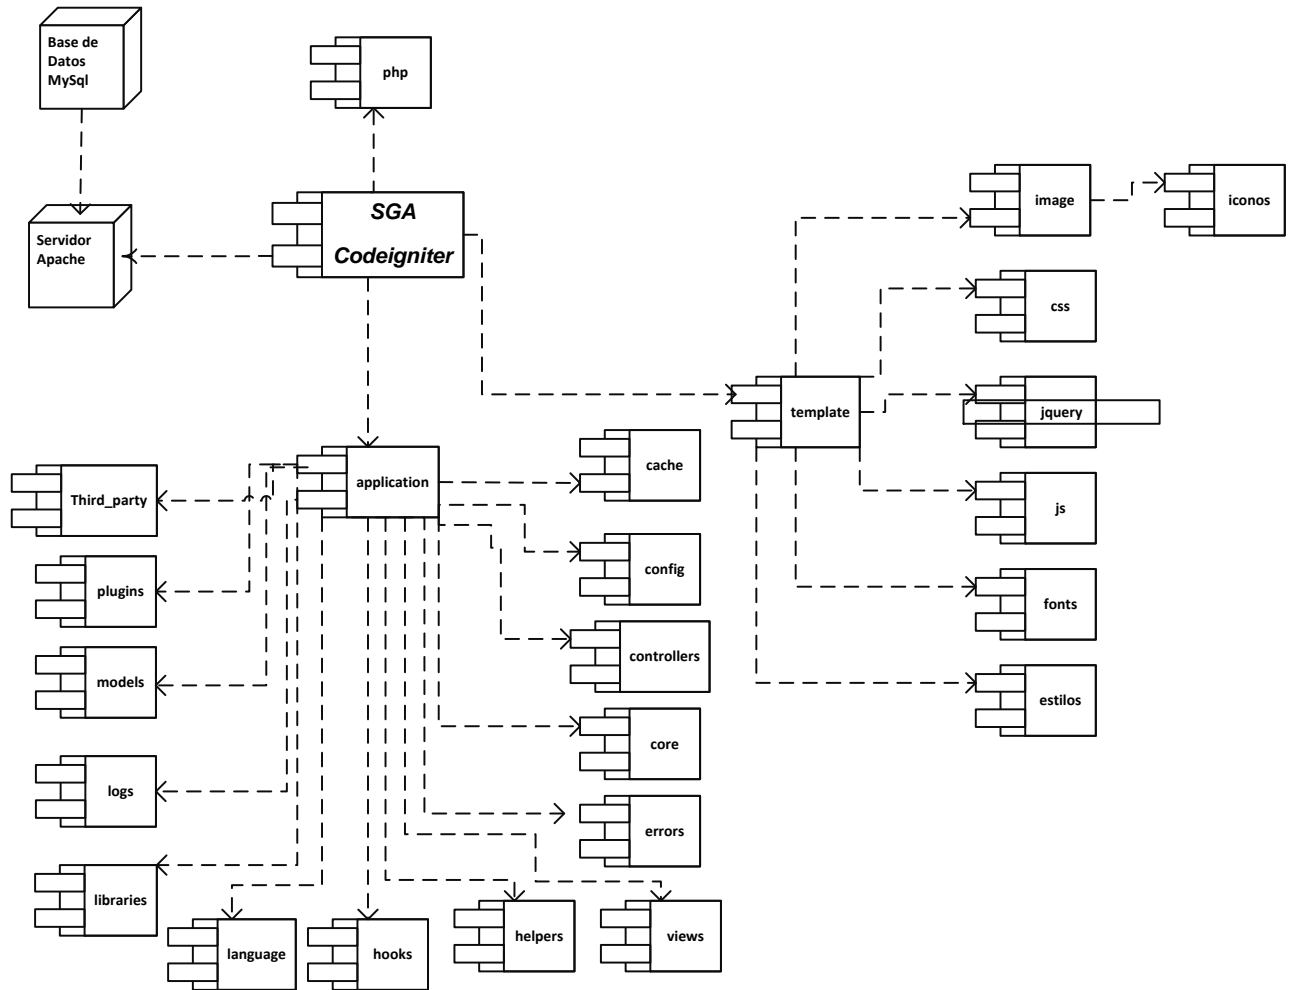 Base de
Datos
MySql
php
SGA
Codeigniter
Servidor
Apache
image
iconos
css
template
jquery
application
cache
Third_party
js
config
plugins
fonts
controllers
models
estilos
core
logs
errors
libraries
language
hooks
helpers
views